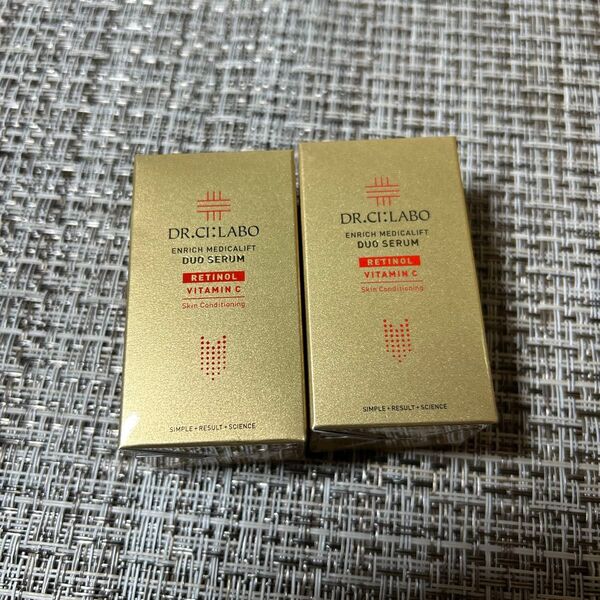 DR.CI:LABO
ENRICH MEDICALIFT
DUO SERUM
RETINOL
VITAMIN C
Skin Conditioning
SIMPLE+RESULT+SCIENCE
DR.CI:LABO
ENRICH MEDICALIFT
DUO SERUM
RETINOL
VITAMIN C
Skin Conditioning
SIMPLE+RESULT+SCIENCE